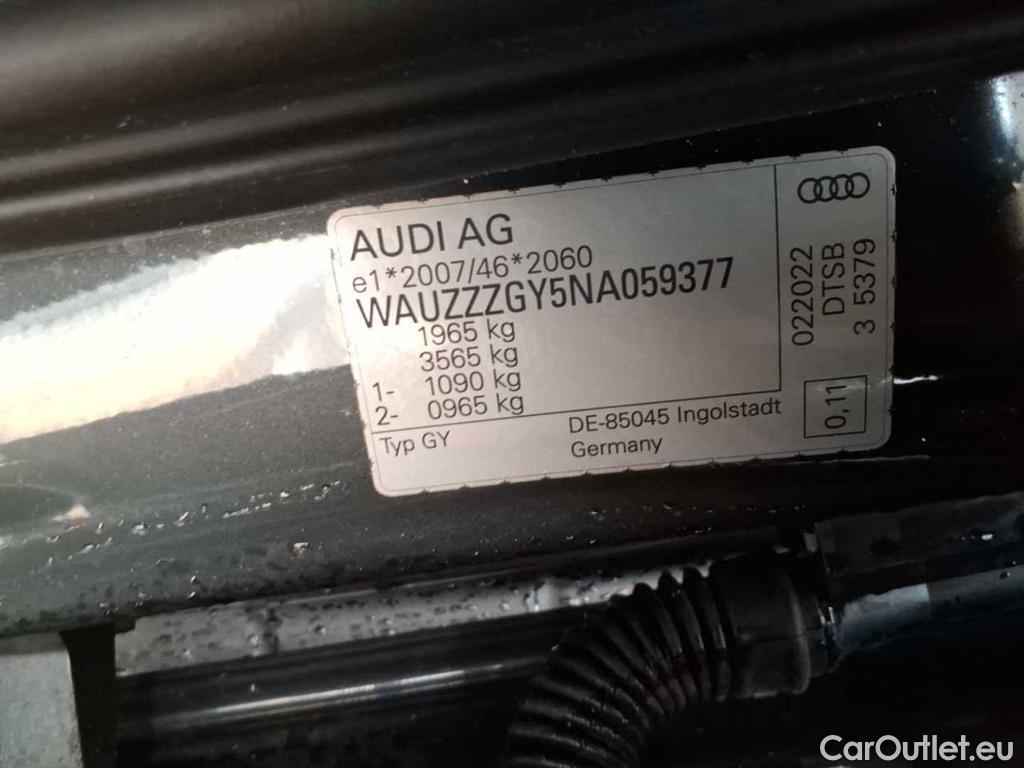 AUDI AG
e1*2007/46*2060
WAUZZZGY5NA059377
1965 kg
3565 kg
1- 1090 kg
2- 0965 kg
Typ GY
DE-85045 Ingolstadt
Germany
022022
DTSB
3 5379
0,11
CarOutlet.eu